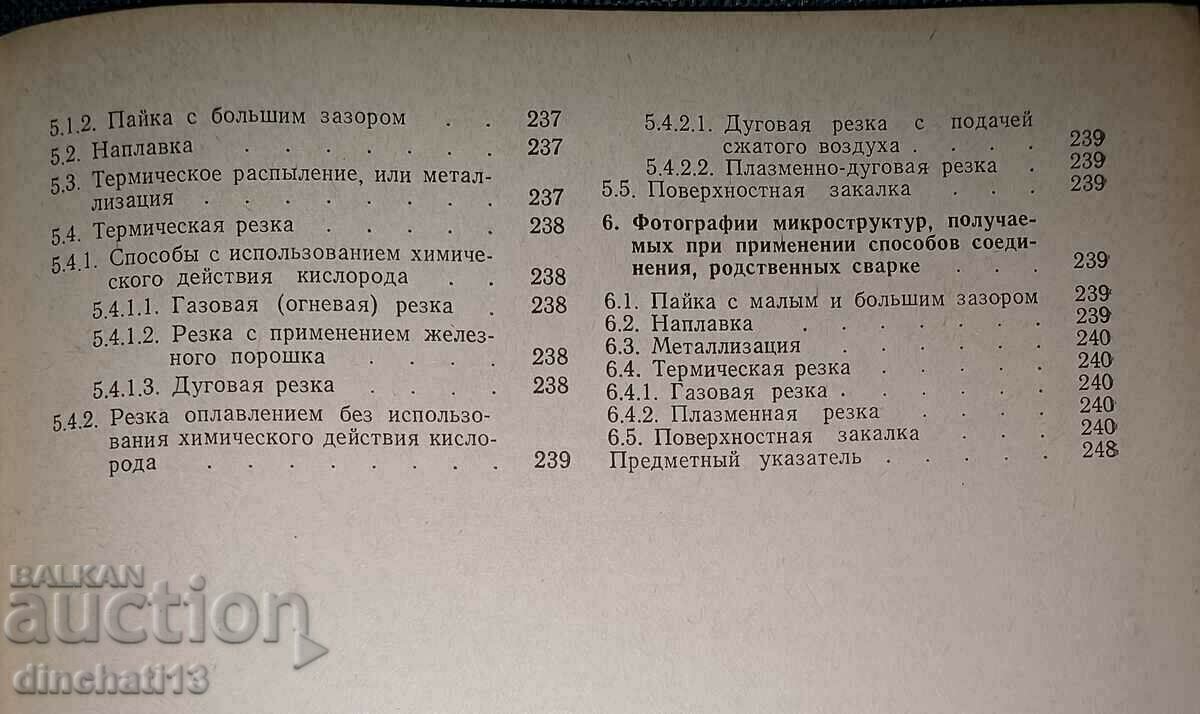 5.1.2. Пайка с большим зазором . . 237
5.2. Наплавка . . . . . . . 237
5.3. Термическое распыление, или метал-
лизация . . . . . . . . 237
5.4. Термическая резка . . . . . 238
5.4.1. Способы с использованием химиче-
ского действия кислорода . . 238
5.4.1.1. Газовая (огневая) резка . 238
5.4.1.2. Резка с применением желез-
ного порошка . . . . 238
5.4.1.3. Дуговая резка . . . . 238
5.4.2. Резка оплавлением без использо-
вания химического действия кисло-
рода . . . . . . . . 239
5.4.2.1. Дуговая резка с подачей
сжатого воздуха . . . . 239
5.4.2.2. Плазменно-дуговая резка . 239
5.5. Поверхностная закалка . . . 239
6. Фотографии микроструктур, получае-
мых при применении способов соеди-
нения, родственных сварке . . . 239
6.1. Пайка с малым и большим зазором 239
6.2. Наплавка . . . . . . . 239
6.3. Металлизация . . . . . . 240
6.4. Термическая резка . . . . . 240
6.4.1. Газовая резка . . . . . . 240
6.4.2. Плазменная резка . . . . 240
6.5. Поверхностная закалка . . . 240
Предметный указатель . . . . . 248
BALKAN
auction
dinchati13